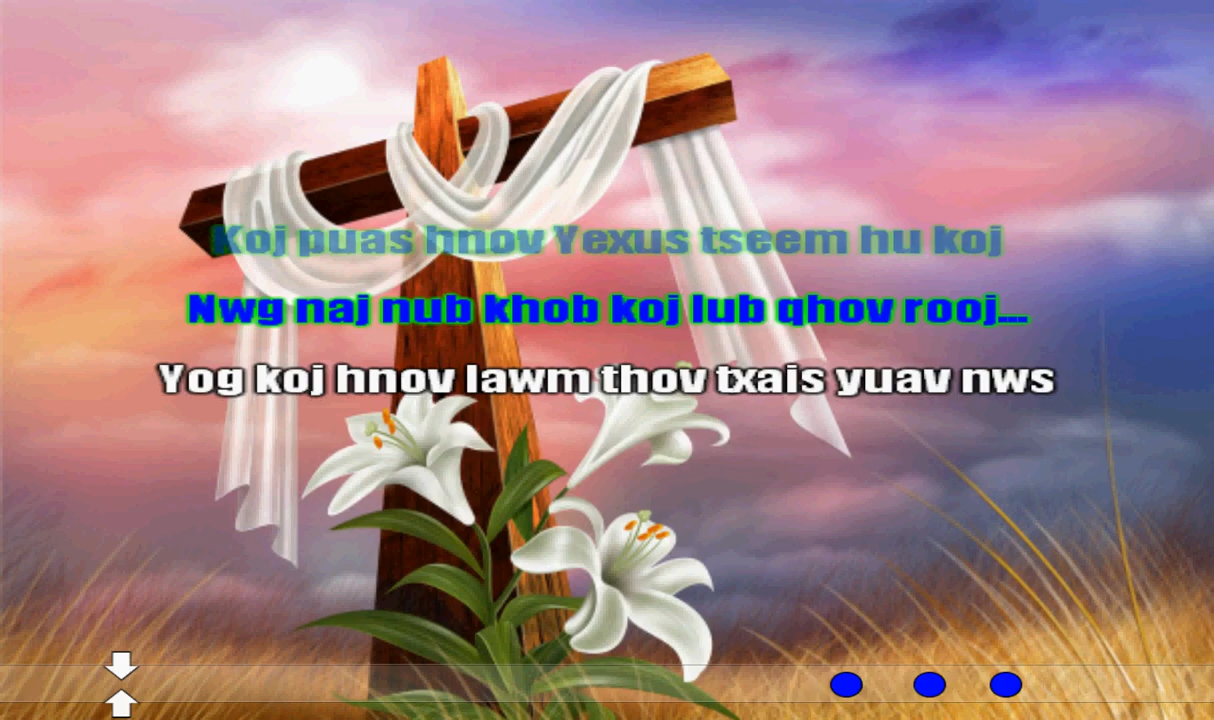 Koj puas hnov Yexus tseem hu koj
Nwg naj nub khob koj lub qhov rooj...
Yog koj hnov lawm thov txais yuav nws